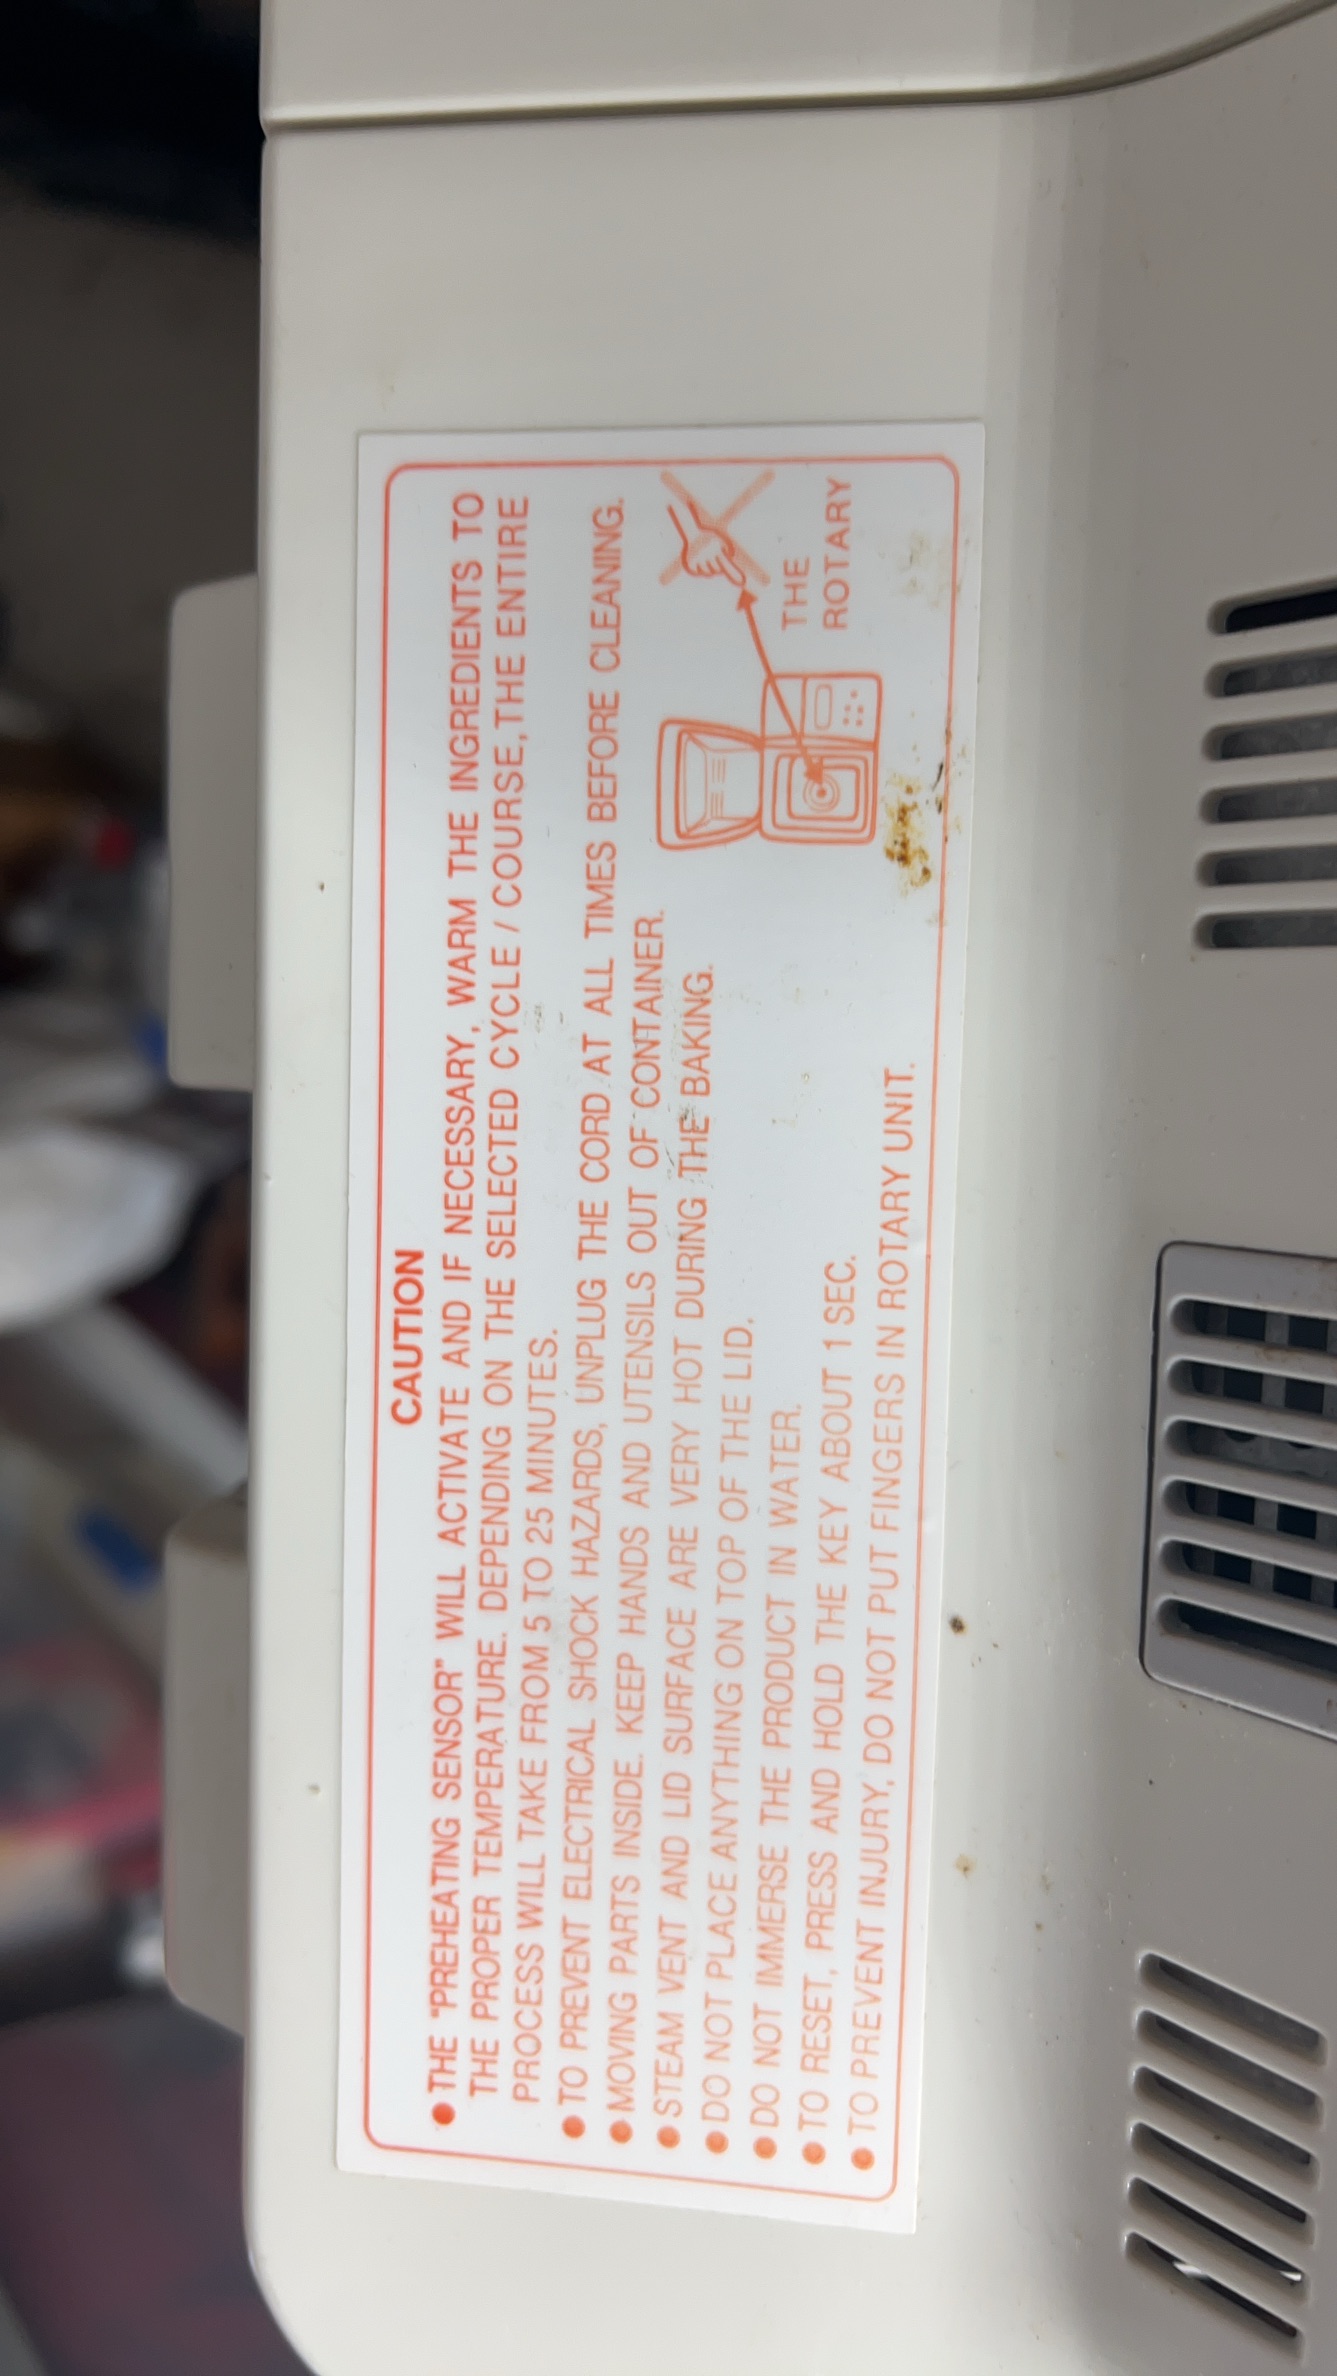 CAUTION
● THE "PREHEATING SENSOR" WILL ACTIVATE AND IF NECESSARY, WARM THE INGREDIENTS TO
THE PROPER TEMPERATURE. DEPENDING ON THE SELECTED CYCLE / COURSE, THE ENTIRE
PROCESS WILL TAKE FROM 5 TO 25 MINUTES.
● TO PREVENT ELECTRICAL SHOCK HAZARDS, UNPLUG THE CORD AT ALL TIMES BEFORE CLEANING.
● MOVING PARTS INSIDE. KEEP HANDS AND UTENSILS OUT OF CONTAINER.
● STEAM VENT AND LID SURFACE ARE VERY HOT DURING THE BAKING.
● DO NOT PLACE ANYTHING ON TOP OF THE LID.
● DO NOT IMMERSE THE PRODUCT IN WATER.
● TO RESET, PRESS AND HOLD THE KEY ABOUT 1 SEC.
● TO PREVENT INJURY, DO NOT PUT FINGERS IN ROTARY UNIT.
THE
ROTARY